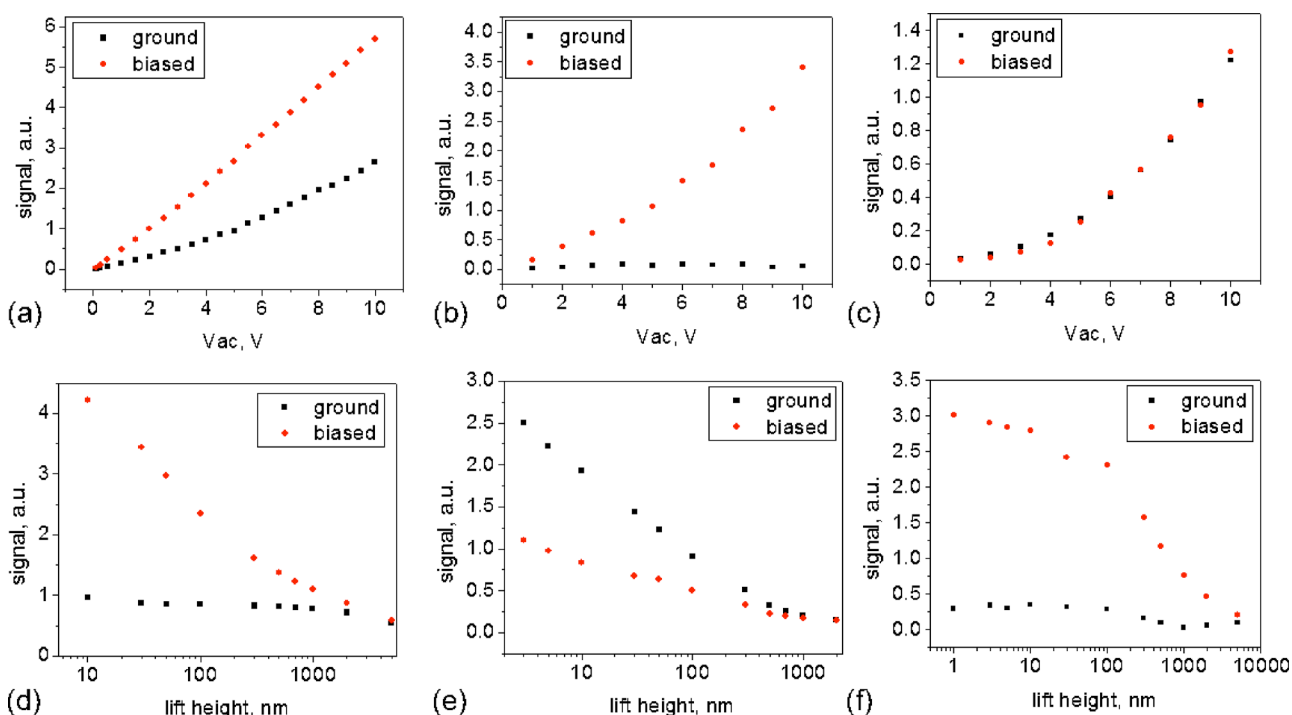 ground
biased
signal, a.u.
6
5
4
3
2
1
0
0 2 4 6 8 10
Vac, V
(a)
ground
biased
signal, a.u.
4.0
3.5
3.0
2.5
2.0
1.5
1.0
0.5
0.0
0 2 4 6 8 10
Vac, V
(b)
ground
biased
signal, a.u.
1.4
1.2
1.0
0.8
0.6
0.4
0.2
0.0
0 2 4 6 8 10
Vac, V
(c)
ground
biased
signal, a.u.
4
3
2
1
0
10 100 1000
lift height, nm
(d)
ground
biased
signal, a.u.
3.0
2.5
2.0
1.5
1.0
0.5
0.0
10 100 1000
lift height, nm
(e)
ground
biased
signal, a.u.
3.5
3.0
2.5
2.0
1.5
1.0
0.5
0.0
1 10 100 1000 10000
lift height, nm
(f)